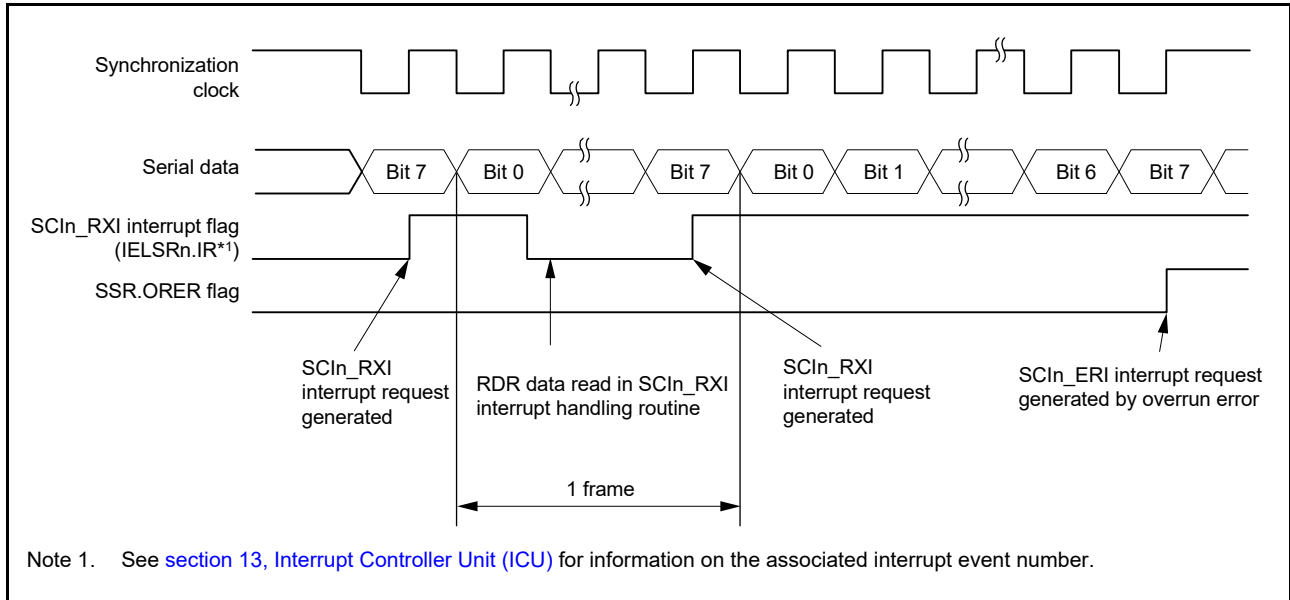 Synchronization
clock
Serial data
Bit 7
Bit 0
Bit 7
Bit 0
Bit 1
Bit 6
Bit 7
SCIn_RXI interrupt flag
(IELSRn.IR*1)
SSR.ORER flag
SCIn_RXI
interrupt request
generated
RDR data read in SCIn_RXI
interrupt handling routine
SCIn_RXI
interrupt request
generated
SCIn_ERI interrupt request
generated by overrun error
1 frame
Note 1. See section 13, Interrupt Controller Unit (ICU) for information on the associated interrupt event number.